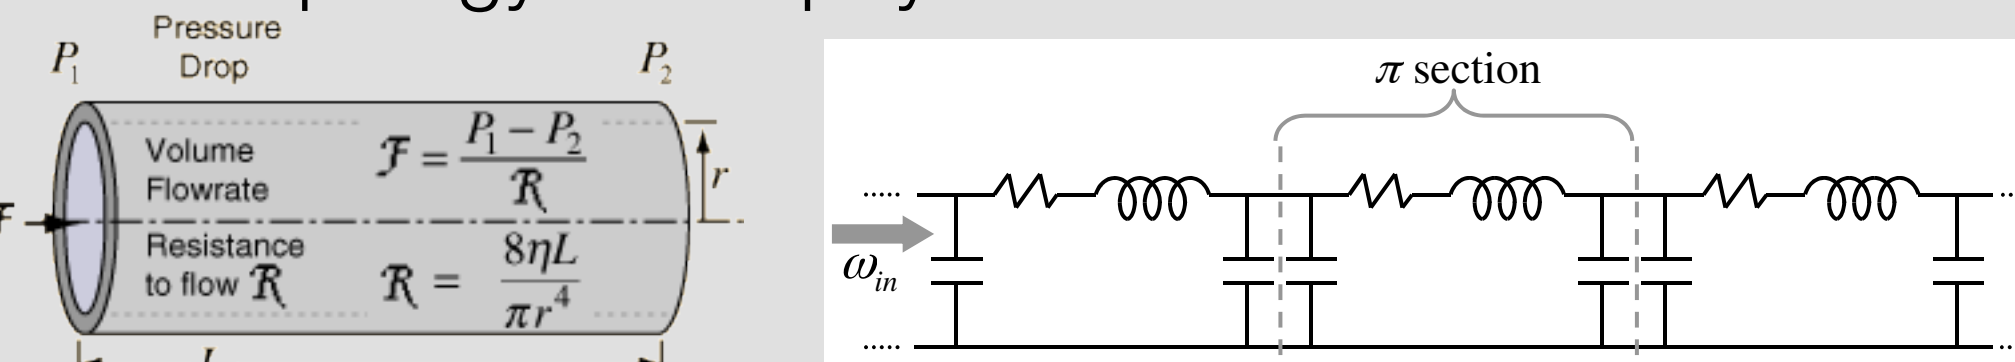 Pressure
Drop
P₁
P₂
Volume
Flowrate
ℱ = (P₁ − P₂) / ℛ
r
Resistance
to flow ℛ
ℛ = 8ηL / πr⁴
π section
.....
ω_in
.....